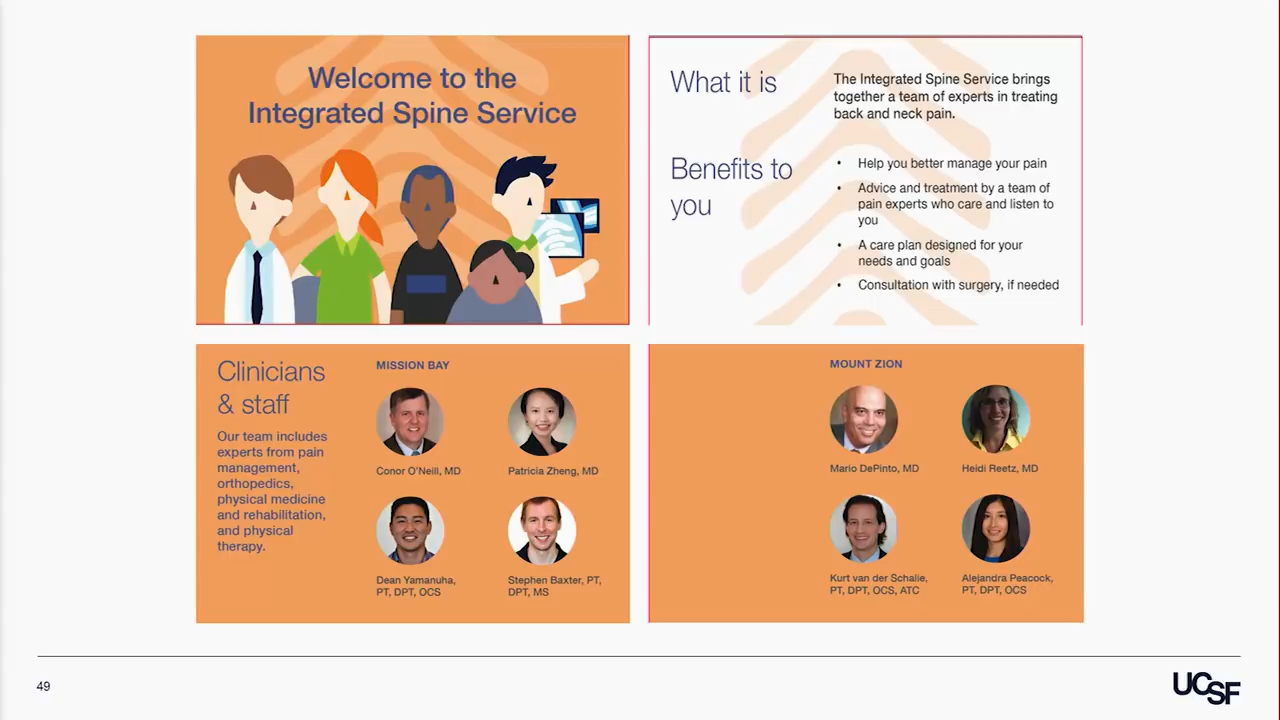 Welcome to the
Integrated Spine Service
What it is
The Integrated Spine Service brings
together a team of experts in treating
back and neck pain.
Benefits to
you
• Help you better manage your pain
• Advice and treatment by a team of
pain experts who care and listen to
you
• A care plan designed for your
needs and goals
• Consultation with surgery, if needed
Clinicians
& staff
Our team includes
experts from pain
management,
orthopedics,
physical medicine
and rehabilitation,
and physical
therapy.
MISSION BAY
Conor O'Neill, MD
Patricia Zheng, MD
Dean Yamanuha,
PT, DPT, OCS
Stephen Baxter, PT,
DPT, MS
MOUNT ZION
Mario DePinto, MD
Heidi Reetz, MD
Kurt van der Schalie,
PT, DPT, OCS, ATC
Alejandra Peacock,
PT, DPT, OCS
49
UCSF